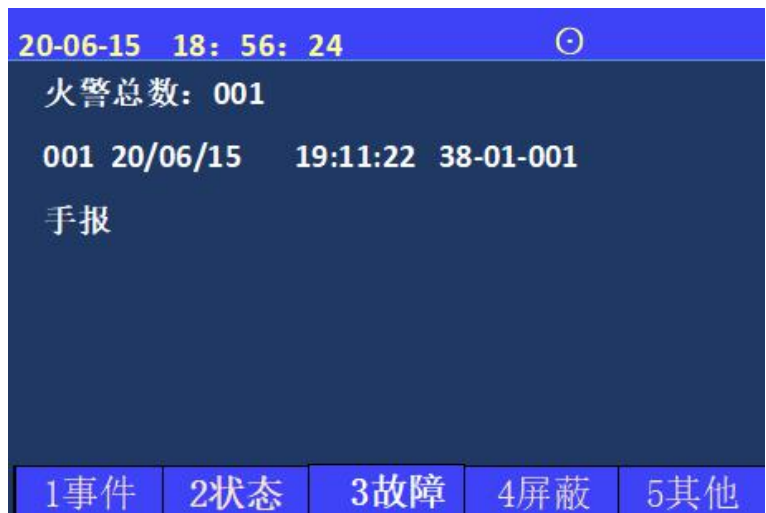 20-06-15 18：56：24
火警总数：001
001 20/06/15 19:11:22 38-01-001
手报
1事件 2状态 3故障 4屏蔽 5其他